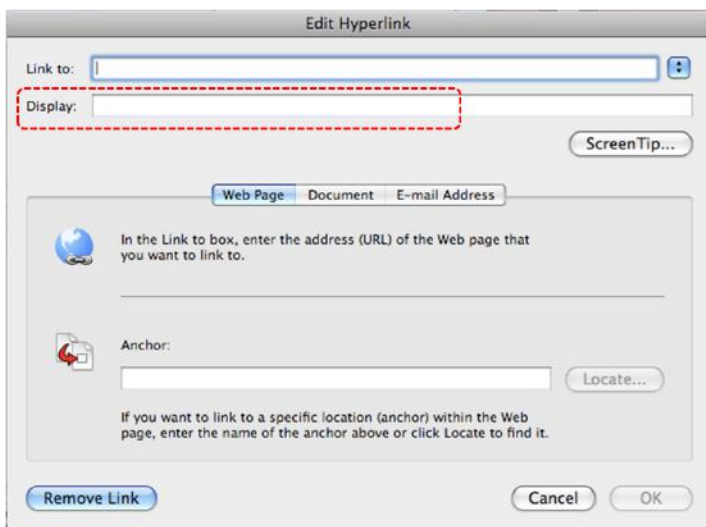 Edit Hyperlink
Link to:
Display:
ScreenTip...
Web Page Document E-mail Address
In the Link to box, enter the address (URL) of the Web page that
you want to link to.
Anchor:
Locate...
If you want to link to a specific location (anchor) within the Web
page, enter the name of the anchor above or click Locate to find it.
Remove Link Cancel OK